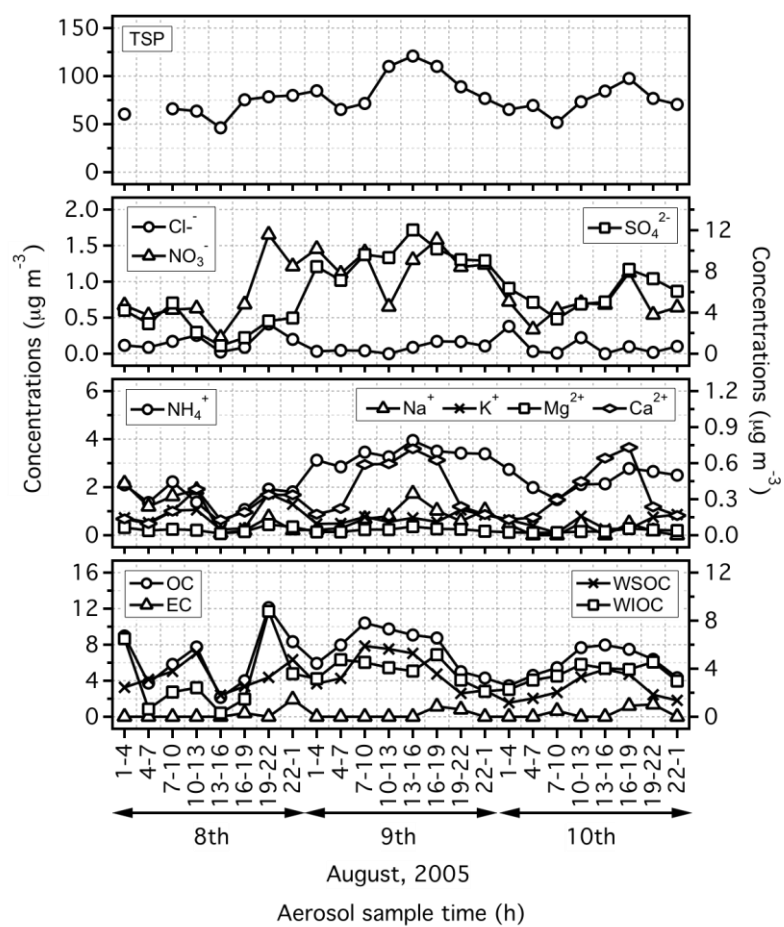 TSP
150
100
50
0
Cl-⁻
NO₃⁻
SO₄²⁻
2.0
1.5
1.0
0.5
0.0
12
8
4
0
NH₄⁺
Na⁺ K⁺ Mg²⁺ Ca²⁺
6
4
2
0
1.2
0.9
0.6
0.3
0.0
OC
EC
WSOC
WIOC
16
12
8
4
0
12
8
4
0
Concentrations (µg m⁻³)
Concentrations (µg m⁻³)
1-4 4-7 7-10 10-13 13-16 16-19 19-22 22-1 1-4 4-7 7-10 10-13 13-16 16-19 19-22 22-1 1-4 4-7 7-10 10-13 13-16 16-19 19-22 22-1
8th 9th 10th
August, 2005
Aerosol sample time (h)